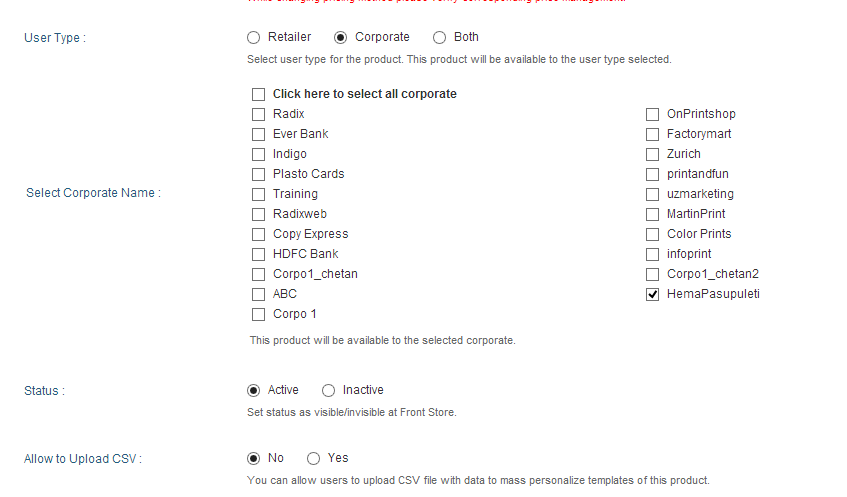 While changing pricing method please verify corresponding price management.
User Type :
Retailer Corporate Both
Select user type for the product. This product will be available to the user type selected.
Click here to select all corporate
Radix OnPrintshop
Ever Bank Factorymart
Indigo Zurich
Plasto Cards printandfun
Select Corporate Name :
Training uzmarketing
Radixweb MartinPrint
Copy Express Color Prints
HDFC Bank infoprint
Corpo1_chetan Corpo1_chetan2
ABC HemaPasupuleti
Corpo 1
This product will be available to the selected corporate.
Status :
Active Inactive
Set status as visible/invisible at Front Store.
Allow to Upload CSV :
No Yes
You can allow users to upload CSV file with data to mass personalize templates of this product.